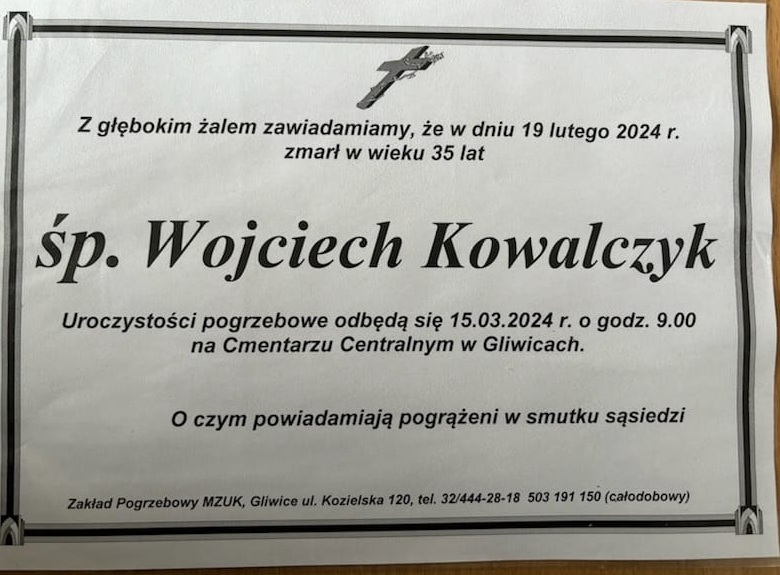 Z głębokim żalem zawiadamiamy, że w dniu 19 lutego 2024 r.
zmarł w wieku 35 lat
śp. Wojciech Kowalczyk
Uroczystości pogrzebowe odbędą się 15.03.2024 r. o godz. 9.00
na Cmentarzu Centralnym w Gliwicach.
O czym powiadamiają pogrążeni w smutku sąsiedzi
Zakład Pogrzebowy MZUK, Gliwice ul. Kozielska 120, tel. 32/444-28-18 503 191 150 (całodobowy)